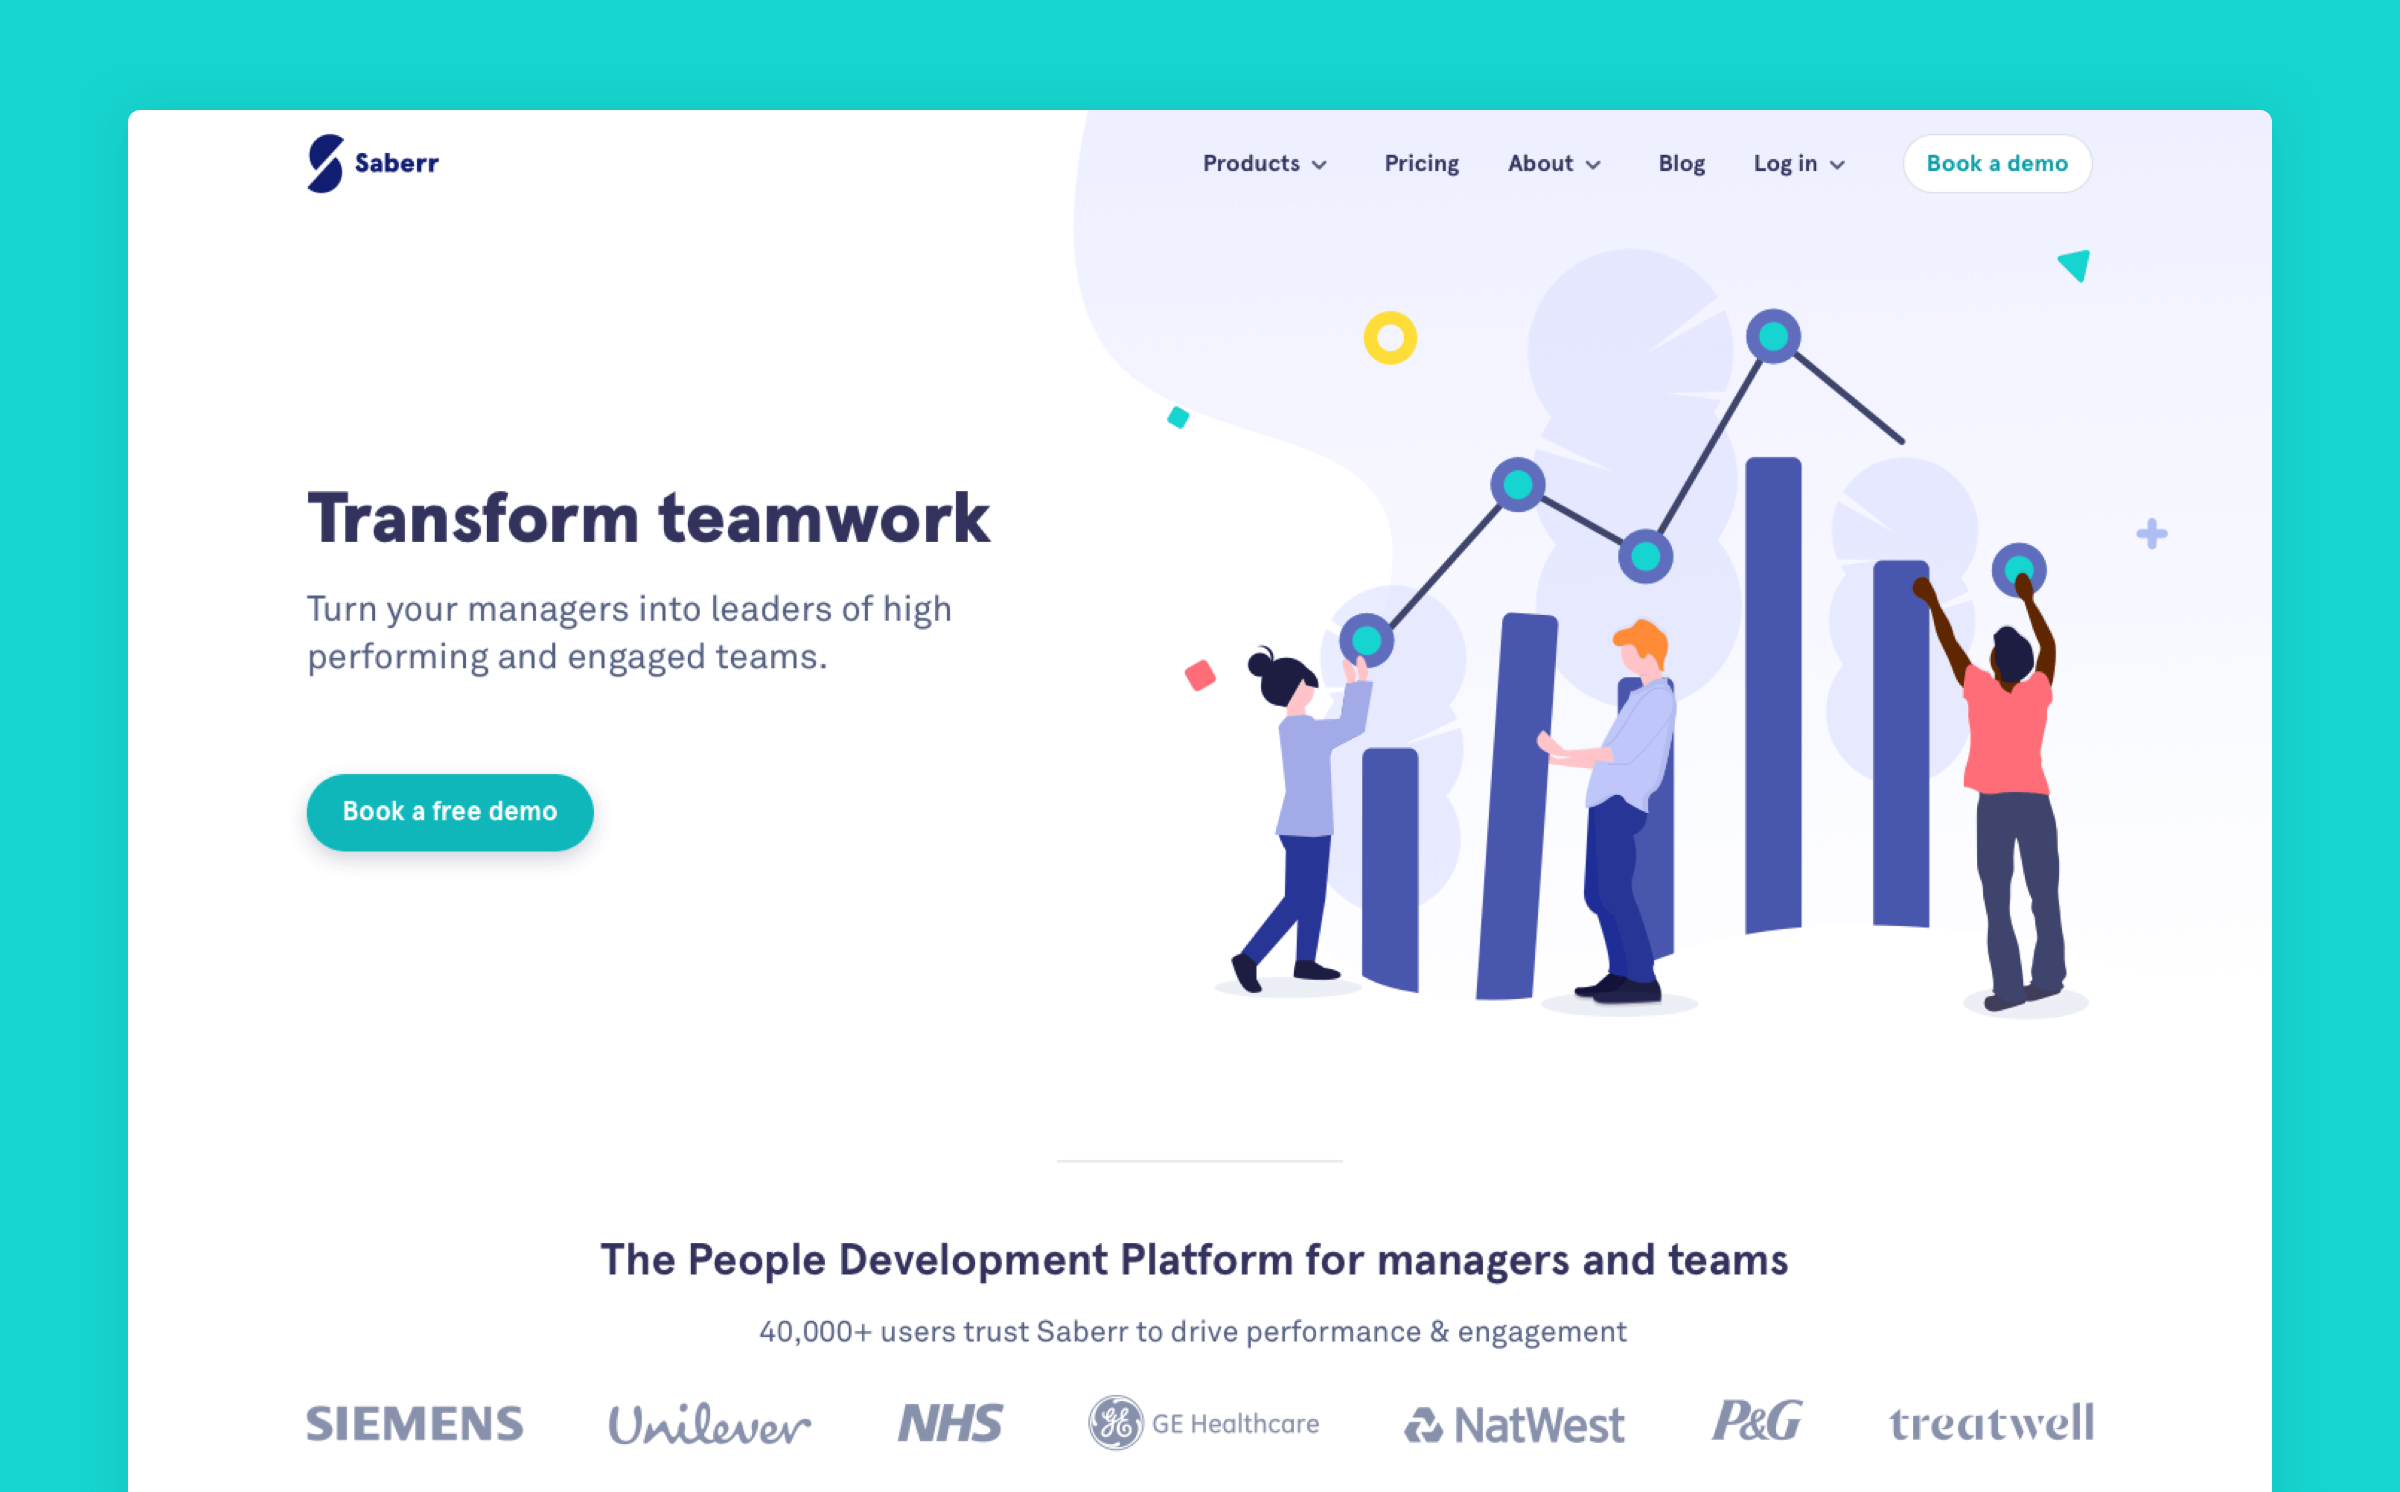 Saberr
Products
Pricing
About
Blog
Log in
Book a demo
Transform teamwork
Turn your managers into leaders of high
performing and engaged teams.
Book a free demo
The People Development Platform for managers and teams
40,000+ users trust Saberr to drive performance & engagement
SIEMENS
Unilever
NHS
GE GE Healthcare
NatWest
P&G
treatwell